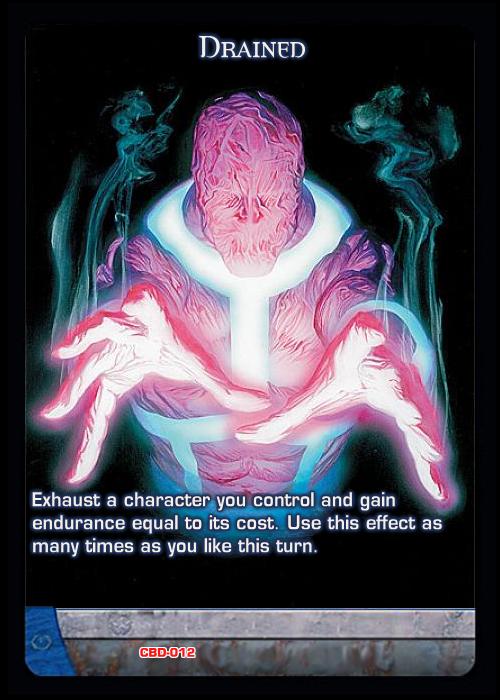 Drained
Exhaust a character you control and gain
endurance equal to its cost. Use this effect as
many times as you like this turn.
CBD-012